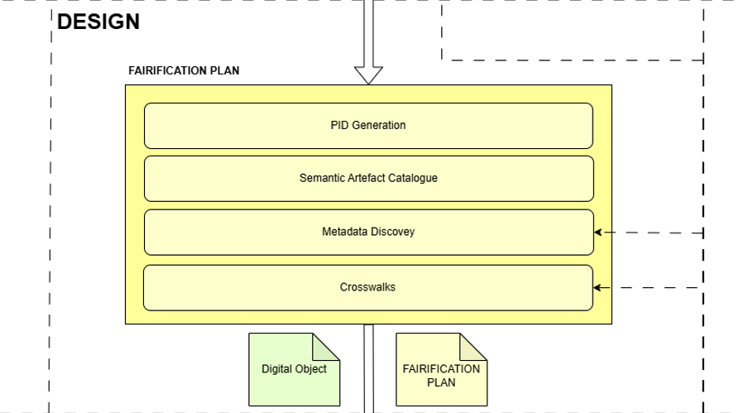 DESIGN
FAIRIFICATION PLAN
PID Generation
Semantic Artefact Catalogue
Metadata Discovey
Crosswalks
Digital Object
FAIRIFICATION
PLAN